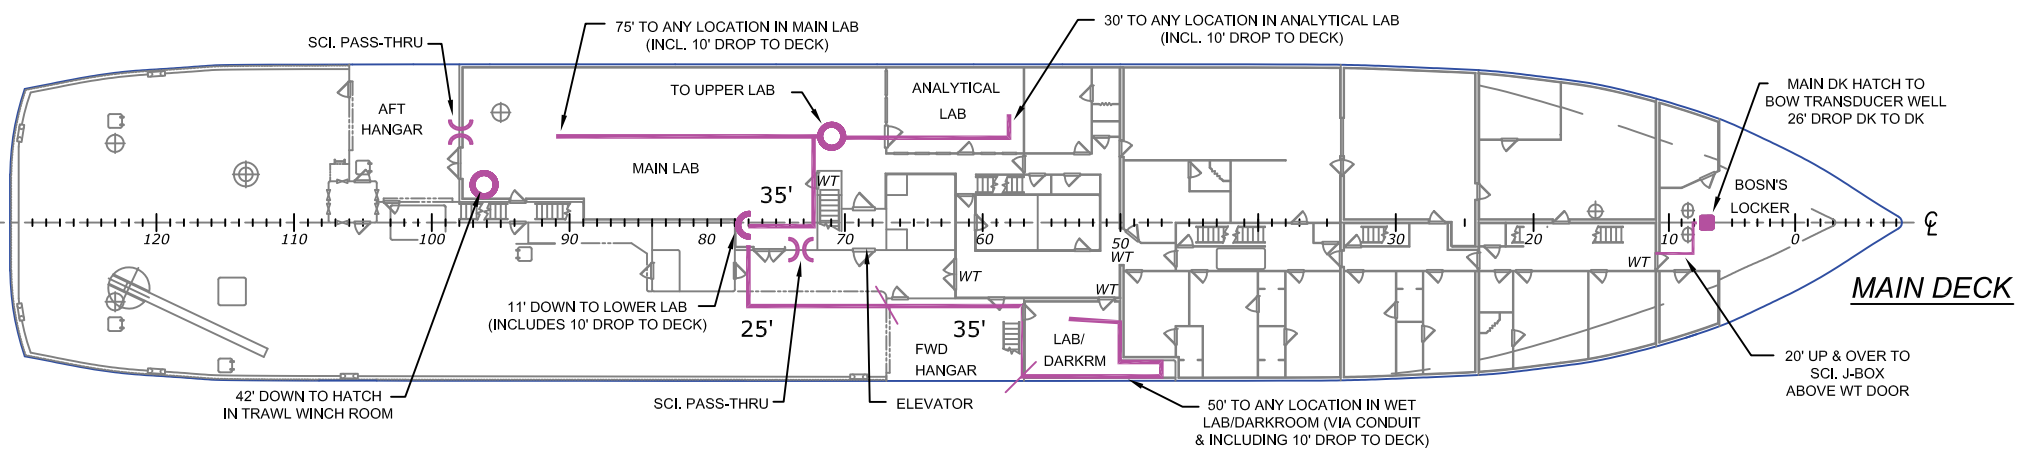 75' TO ANY LOCATION IN MAIN LAB
(INCL. 10' DROP TO DECK)
30' TO ANY LOCATION IN ANALYTICAL LAB
(INCL. 10' DROP TO DECK)
SCI. PASS-THRU
TO UPPER LAB
ANALYTICAL
LAB
MAIN DK HATCH TO
BOW TRANSDUCER WELL
26' DROP DK TO DK
AFT
HANGAR
MAIN LAB
WT
35'
BOSN'S
LOCKER
120
110
100
90
80
70
60
50
30
20
10
0
CL
WT
WT
WT
WT
MAIN DECK
11' DOWN TO LOWER LAB
(INCLUDES 10' DROP TO DECK)
25'
35'
FWD
HANGAR
LAB/
DARKRM
20' UP & OVER TO
SCI. J-BOX
ABOVE WT DOOR
42' DOWN TO HATCH
IN TRAWL WINCH ROOM
SCI. PASS-THRU
ELEVATOR
50' TO ANY LOCATION IN WET
LAB/DARKROOM (VIA CONDUIT
& INCLUDING 10' DROP TO DECK)